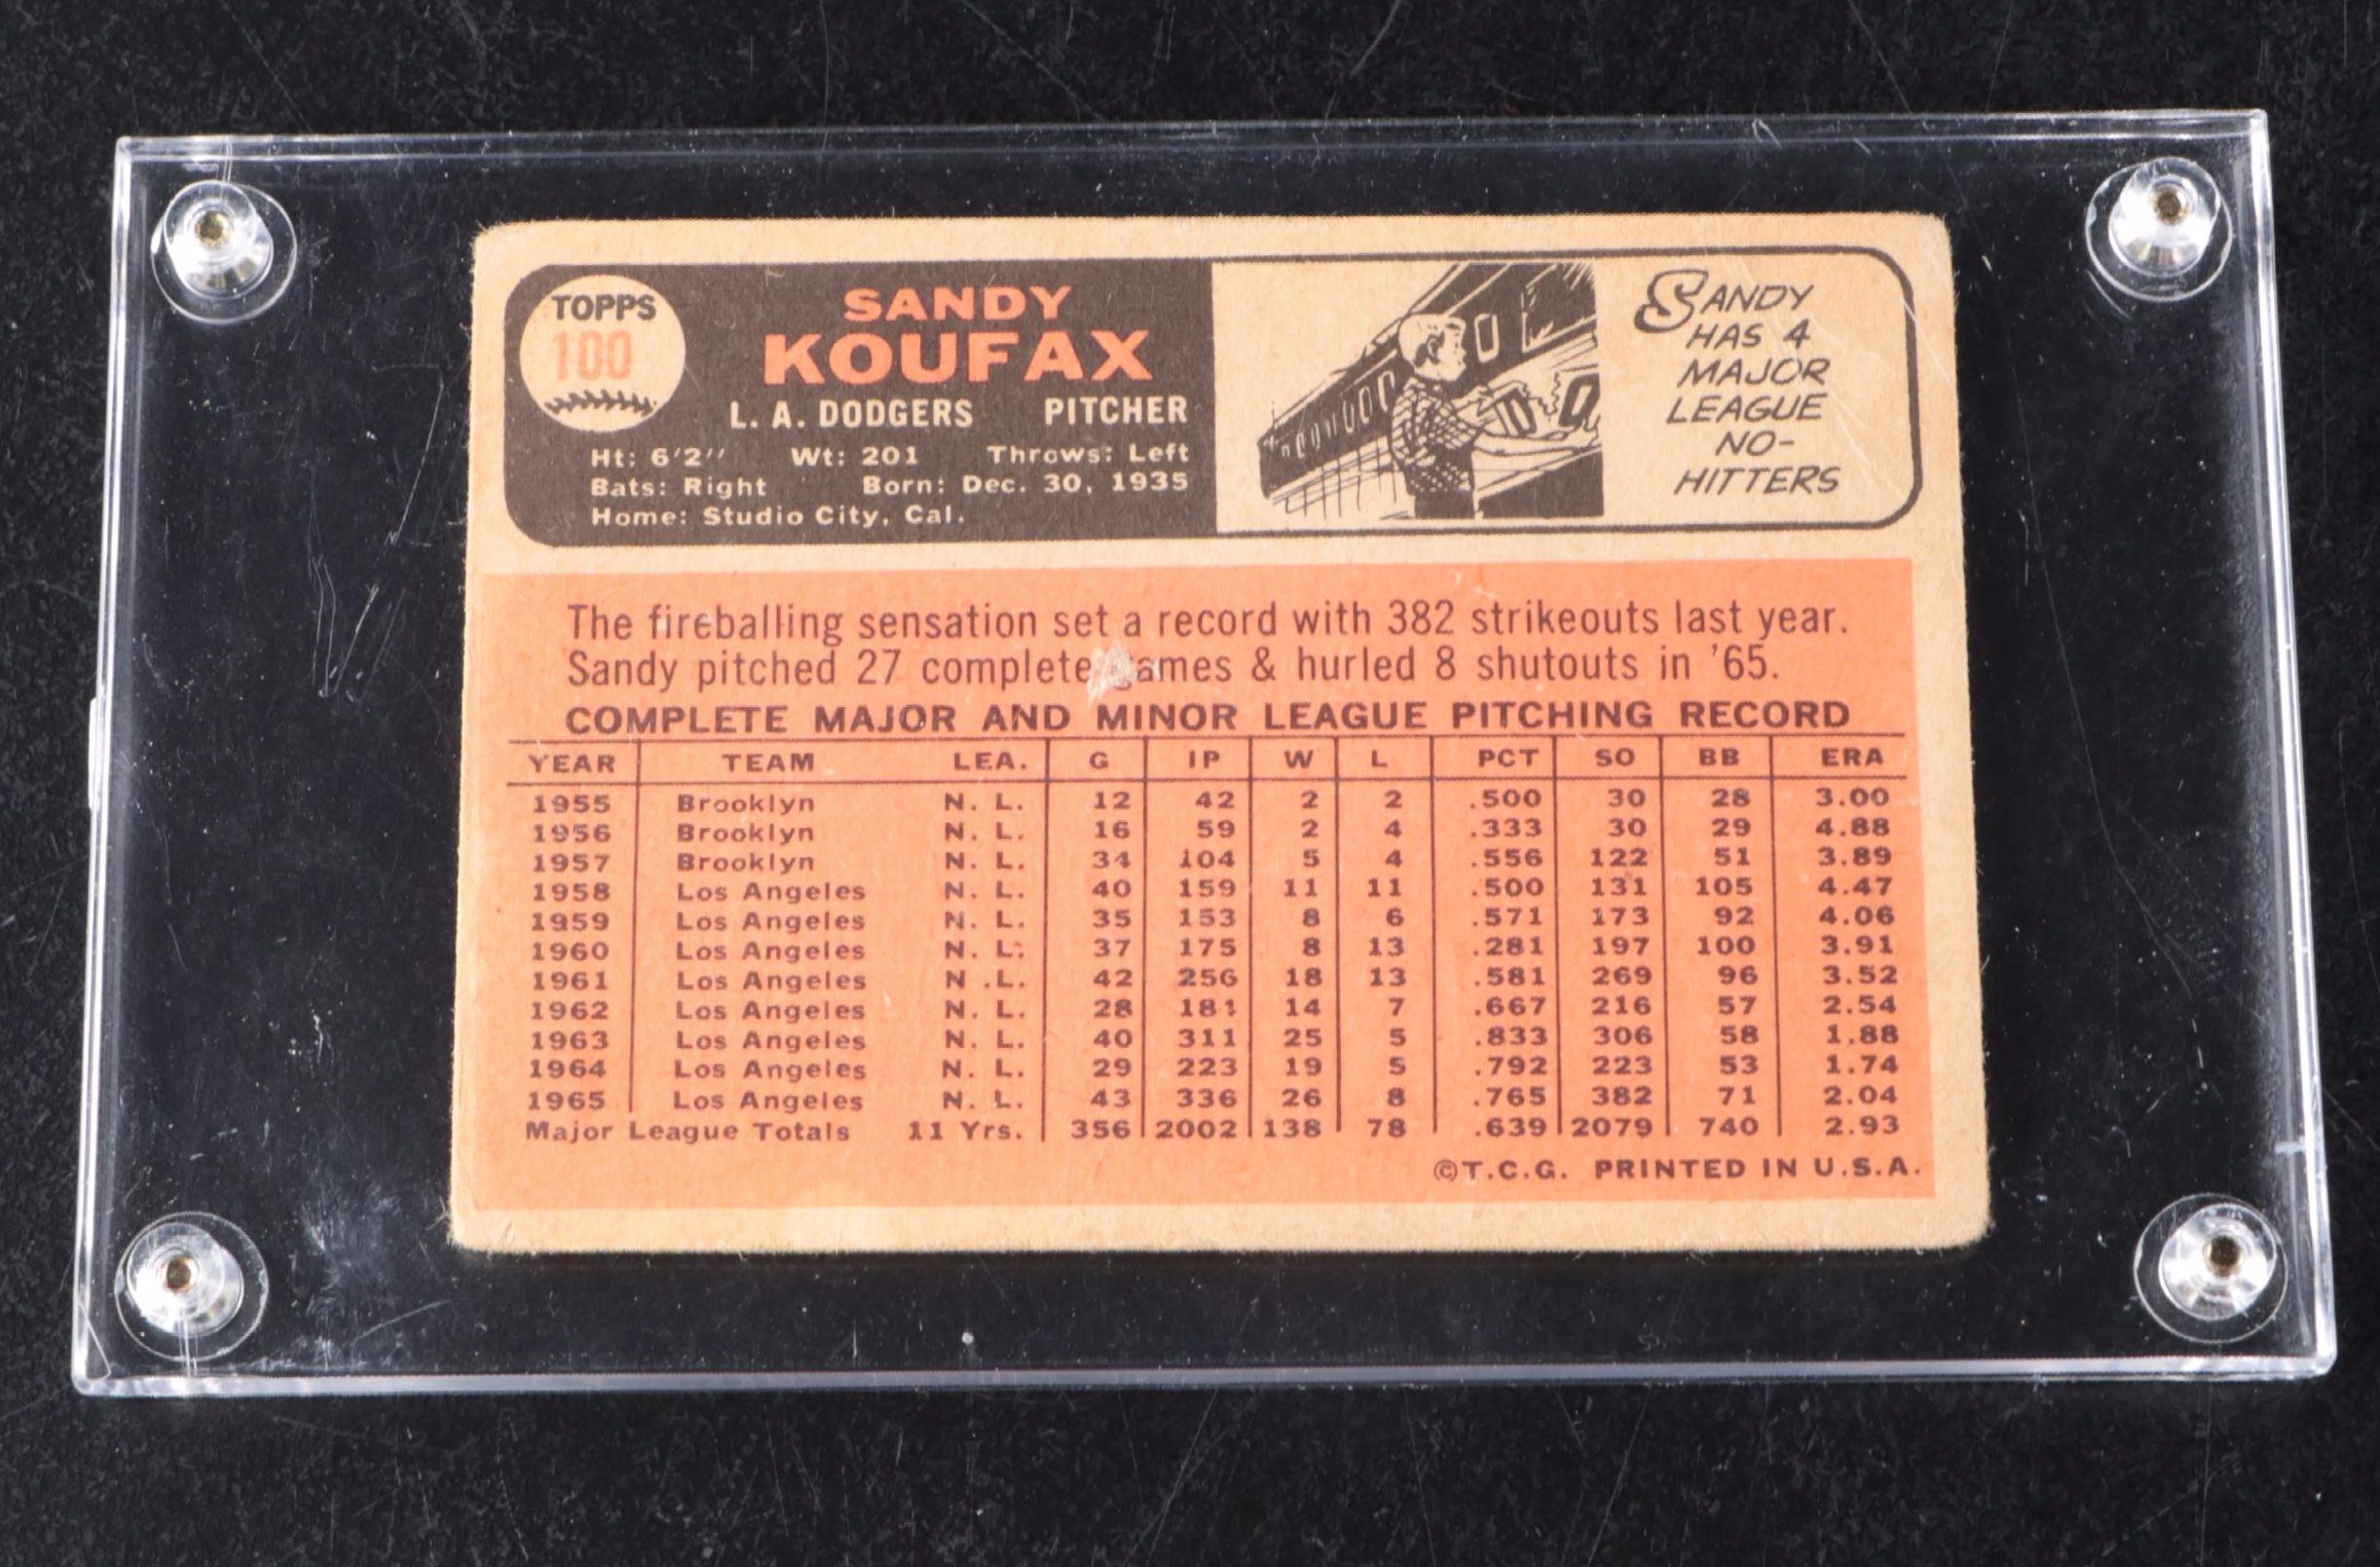 TOPPS
100
SANDY
KOUFAX
L. A. DODGERS PITCHER
Ht: 6'2" Wt: 201 Throws: Left
Bats: Right Born: Dec. 30, 1935
Home: Studio City, Cal.
SANDY
HAS 4
MAJOR
LEAGUE
NO-
HITTERS
The fireballing sensation set a record with 382 strikeouts last year.
Sandy pitched 27 complete games & hurled 8 shutouts in '65.
COMPLETE MAJOR AND MINOR LEAGUE PITCHING RECORD
YEAR TEAM LEA. G IP W L PCT SO BB ERA
1955 Brooklyn N. L. 12 42 2 2 .500 30 28 3.00
1956 Brooklyn N. L. 16 59 2 4 .333 30 29 4.88
1957 Brooklyn N. L. 34 104 5 4 .556 122 51 3.89
1958 Los Angeles N. L. 40 159 11 11 .500 131 105 4.47
1959 Los Angeles N. L. 35 153 8 6 .571 173 92 4.06
1960 Los Angeles N. L. 37 175 8 13 .281 197 100 3.91
1961 Los Angeles N .L. 42 256 18 13 .581 269 96 3.52
1962 Los Angeles N. L. 28 181 14 7 .667 216 57 2.54
1963 Los Angeles N. L. 40 311 25 5 .833 306 58 1.88
1964 Los Angeles N. L. 29 223 19 5 .792 223 53 1.74
1965 Los Angeles N. L. 43 336 26 8 .765 382 71 2.04
Major League Totals 11 Yrs. 356 2002 138 78 .639 2079 740 2.93
©T.C.G. PRINTED IN U.S.A.